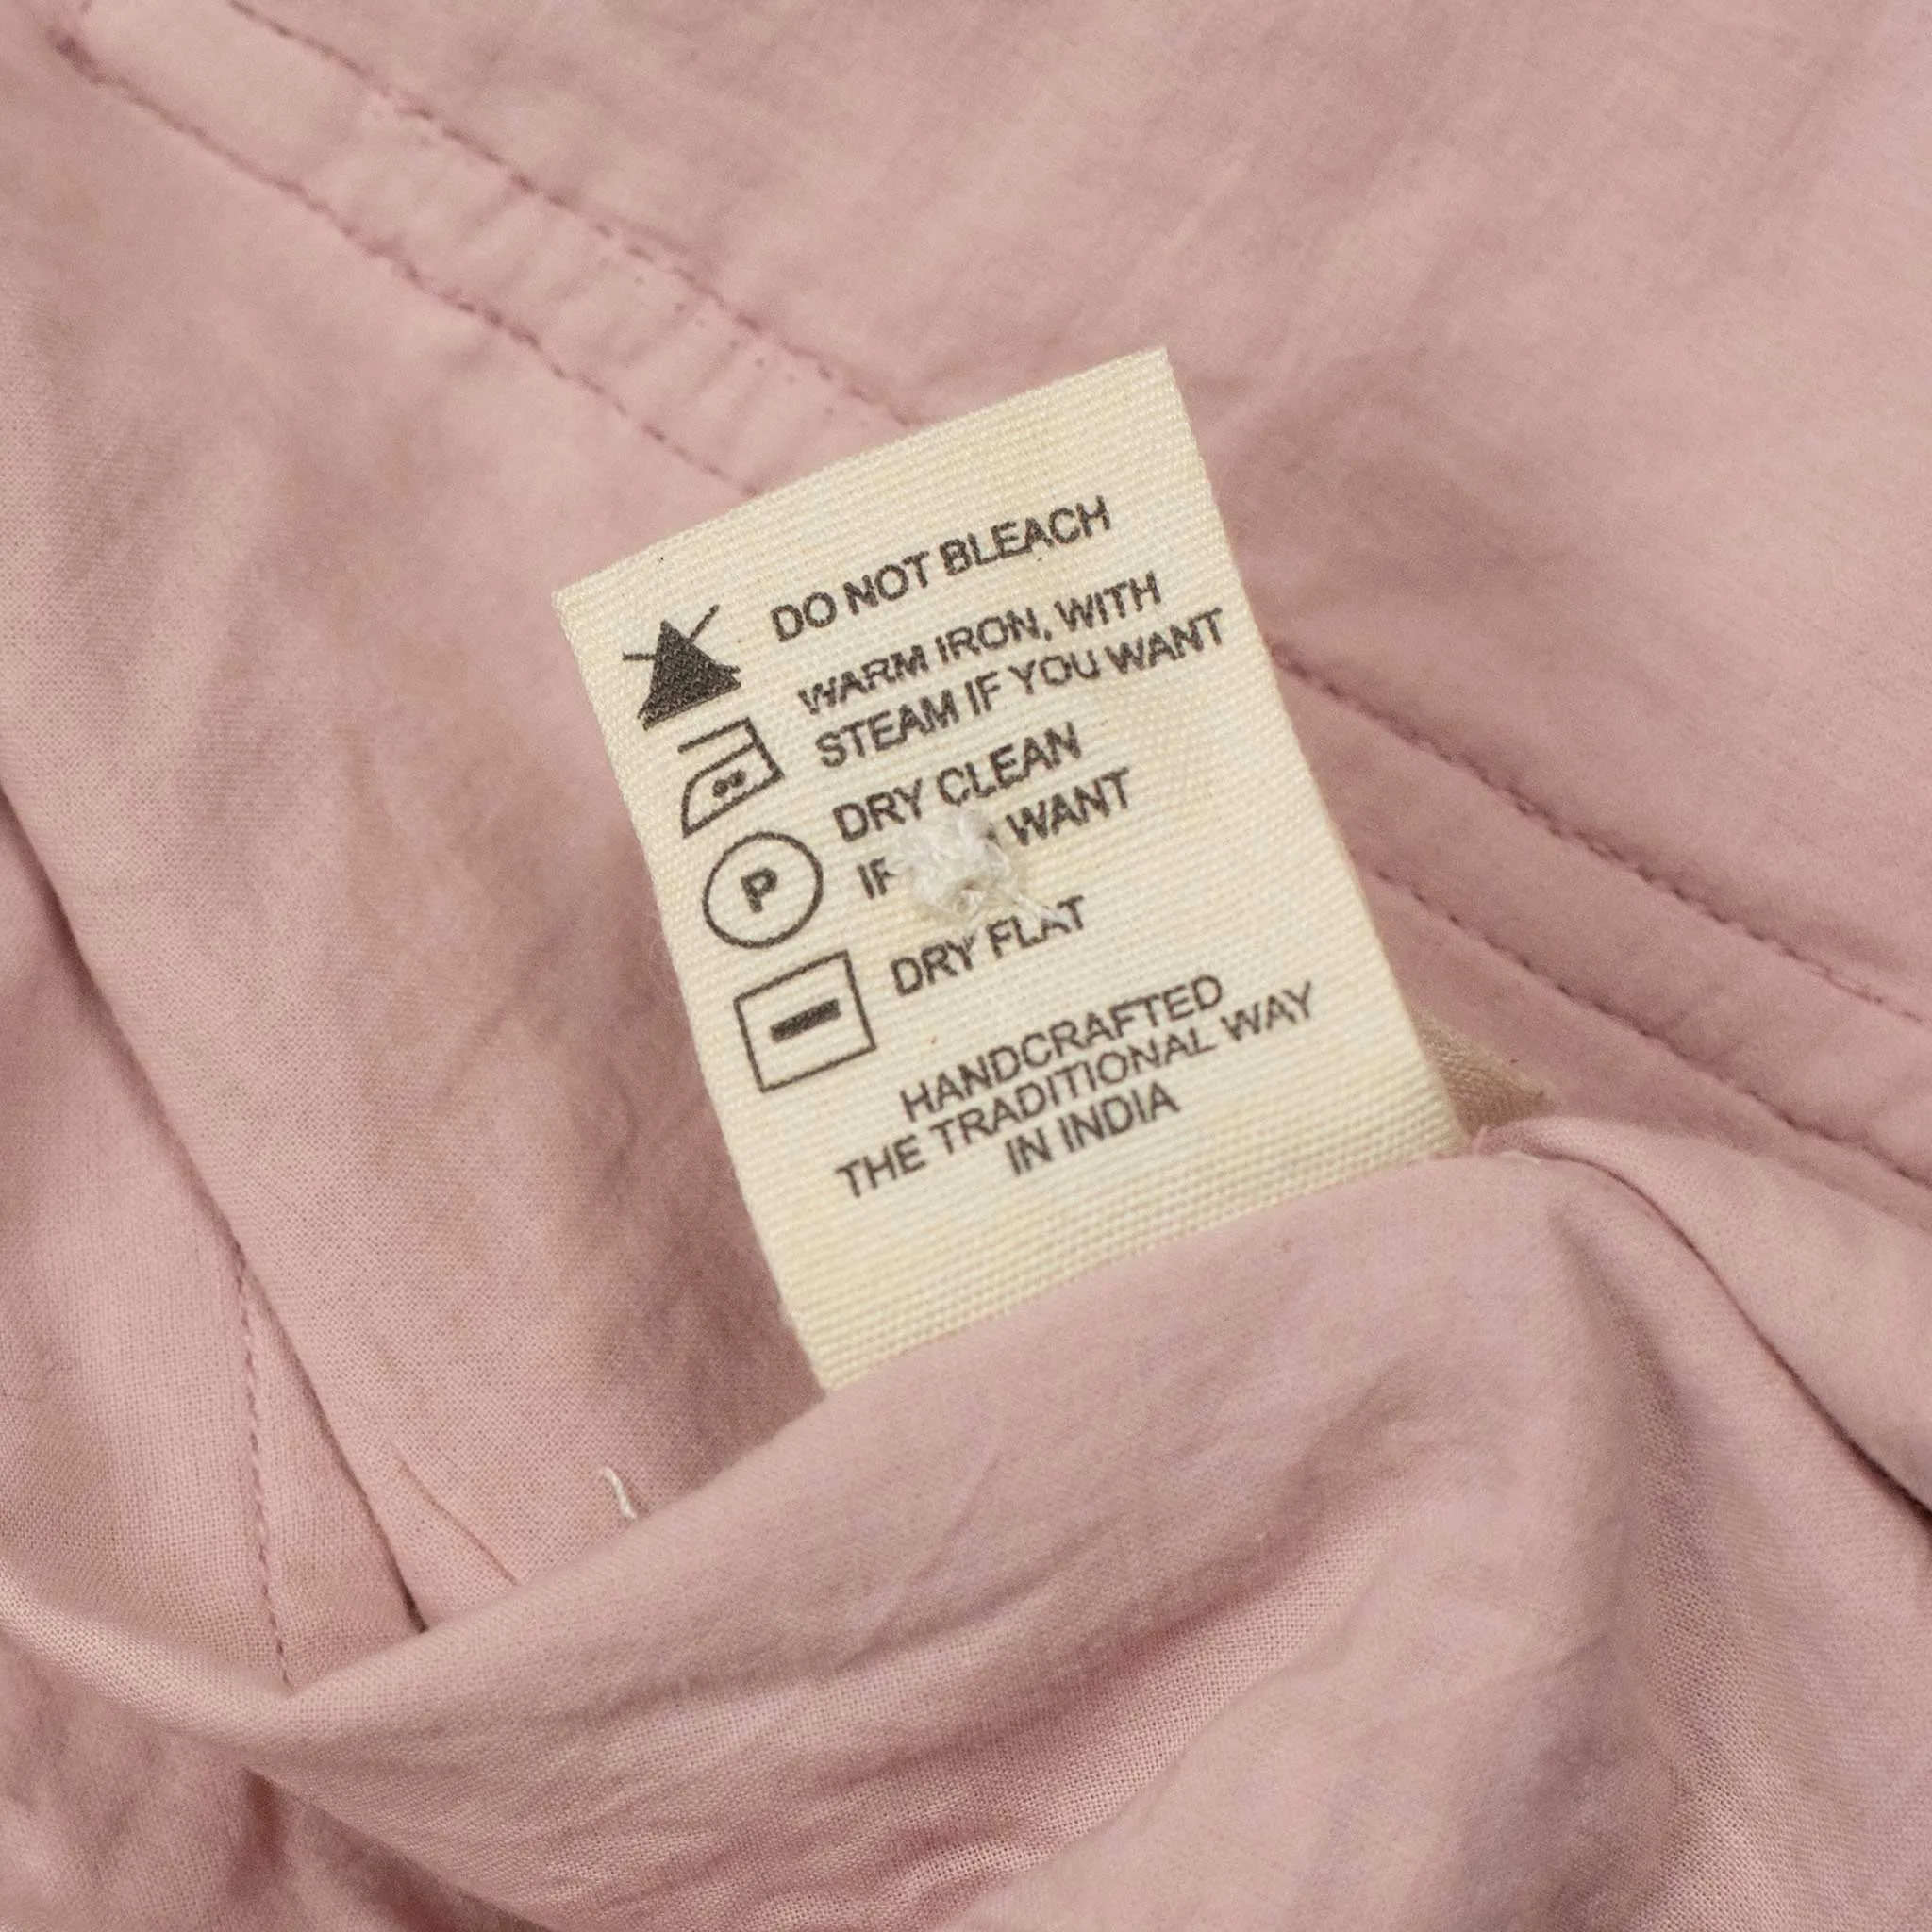 DO NOT BLEACH
WARM IRON, WITH
STEAM IF YOU WANT
DRY CLEAN
IF WANT
P
DRY FLAT
HANDCRAFTED
THE TRADITIONAL WAY
IN INDIA